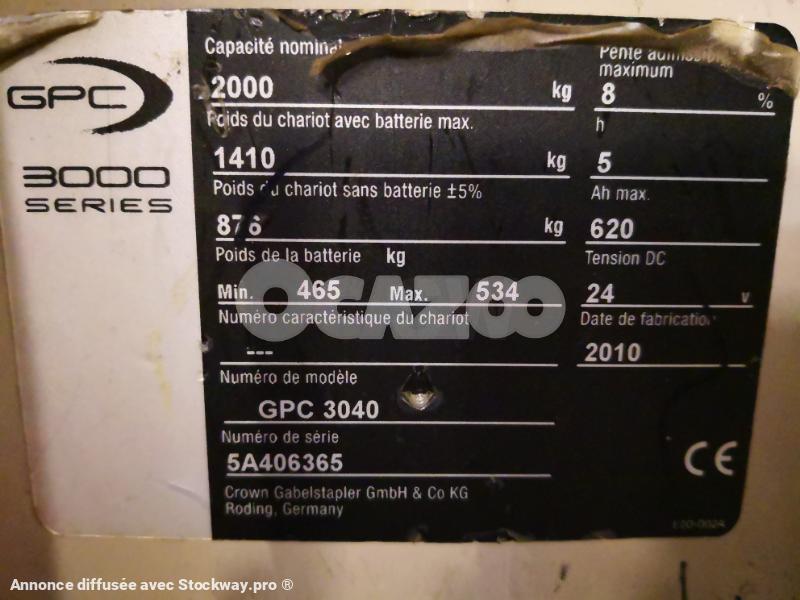 GPC
3000
SERIES
Capacité
2000 kg
Poids du chariot avec batterie max.
1410 kg
Poids du chariot sans batterie ±5%
876 kg
Poids de la batterie kg
Min. 465 Max. 534
Numéro caractéristique du chariot
---
Numéro de modèle
GPC 3040
Numéro de série
5A406365
Crown Gabelstapler GmbH & Co KG
Roding, Germany
Pente
maximum
8 %
h
5
Ah max.
620
Tension DC
24 V
Date de fabrication
2010
CE
OCAZOO
Annonce diffusée avec Stockway.pro ®